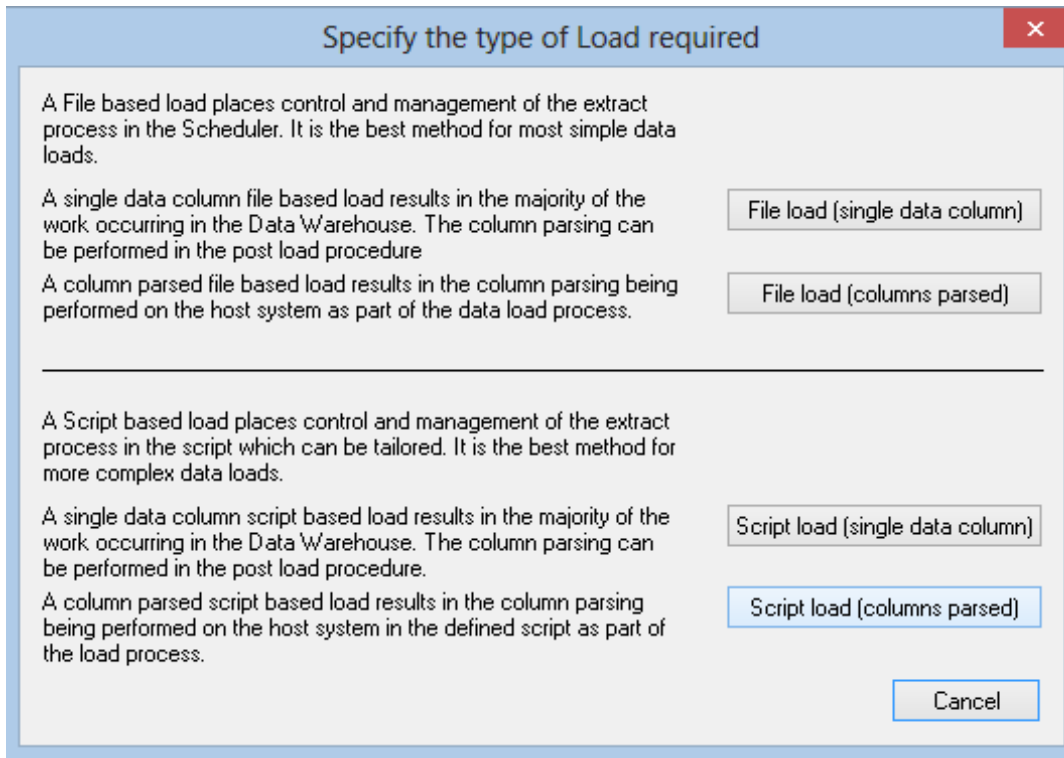 Specify the type of Load required
A File based load places control and management of the extract
process in the Scheduler. It is the best method for most simple data
loads.
A single data column file based load results in the majority of the
work occurring in the Data Warehouse. The column parsing can
be performed in the post load procedure
File load (single data column)
A column parsed file based load results in the column parsing being
performed on the host system as part of the data load process.
File load (columns parsed)
A Script based load places control and management of the extract
process in the script which can be tailored. It is the best method for
more complex data loads.
A single data column script based load results in the majority of the
work occurring in the Data Warehouse. The column parsing can
be performed in the post load procedure.
Script load (single data column)
A column parsed script based load results in the column parsing
being performed on the host system in the defined script as part of
the load process.
Script load (columns parsed)
Cancel